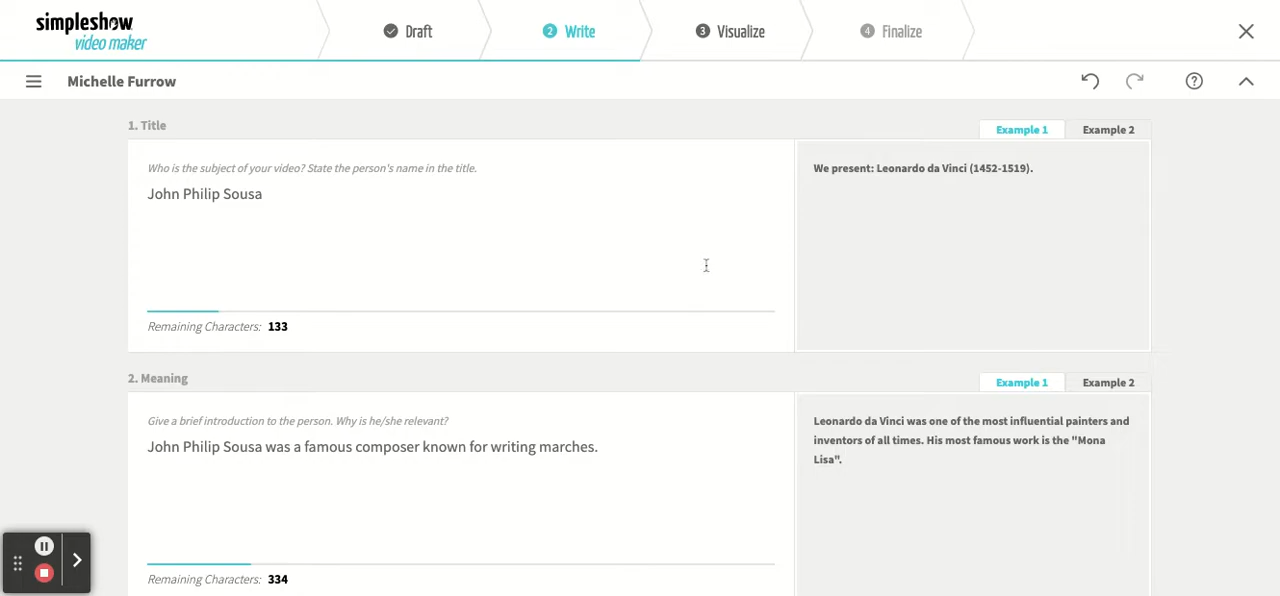 simpleshow
video maker
Draft
2 Write
3 Visualize
4 Finalize
Michelle Furrow
1. Title
Example 1
Example 2
Who is the subject of your video? State the person's name in the title.
John Philip Sousa
We present: Leonardo da Vinci (1452-1519).
Remaining Characters: 133
2. Meaning
Example 1
Example 2
Give a brief introduction to the person. Why is he/she relevant?
John Philip Sousa was a famous composer known for writing marches.
Leonardo da Vinci was one of the most influential painters and
inventors of all times. His most famous work is the "Mona
Lisa".
Remaining Characters: 334